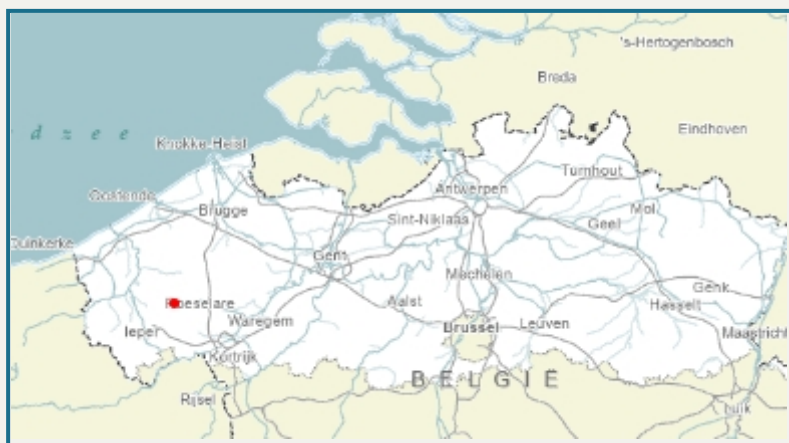 's-Hertogenbosch
Breda
Eindhoven
d z e e
Knokke-Heist
Turnhout
Oostende
Antwerpen
Brugge
Mol
Sint-Niklaas
Geel
Duinkerke
Gent
Mechelen
Genk
Roeselare
Aalst
Hasselt
Ieper
Waregem
Brussel
Leuven
Maastricht
Kortrijk
BELGIË
Rijsel
Luik